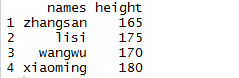 names height
1 zhangsan 165
2 lisi 175
3 wangwu 170
4 xiaoming 180